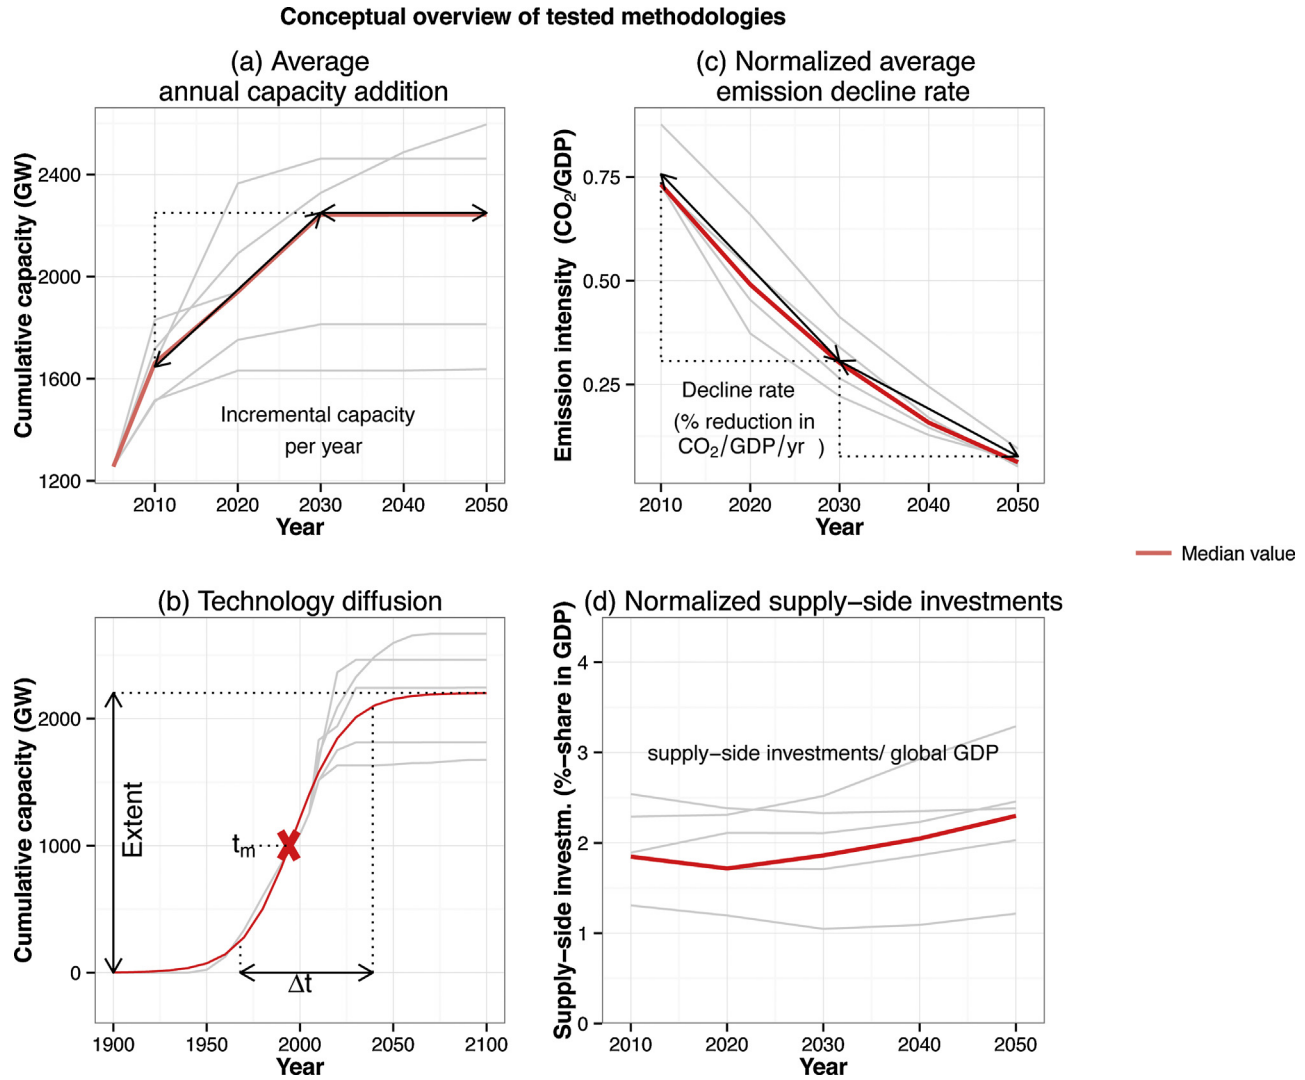 Conceptual overview of tested methodologies
(a) Average
annual capacity addition
Cumulative capacity (GW)
2400
2000
1600
1200
Incremental capacity
per year
2010 2020 2030 2040 2050
Year
(c) Normalized average
emission decline rate
Emission intensity (CO₂/GDP)
0.75
0.50
0.25
Decline rate
(% reduction in
CO₂/GDP/yr )
2010 2020 2030 2040 2050
Year
Median value
(b) Technology diffusion
Cumulative capacity (GW)
2000
1000
0
Extent
tm
Δt
1900 1950 2000 2050 2100
Year
(d) Normalized supply–side investments
Supply–side investm. (%–share in GDP)
4
3
2
1
0
supply–side investments/ global GDP
2010 2020 2030 2040 2050
Year